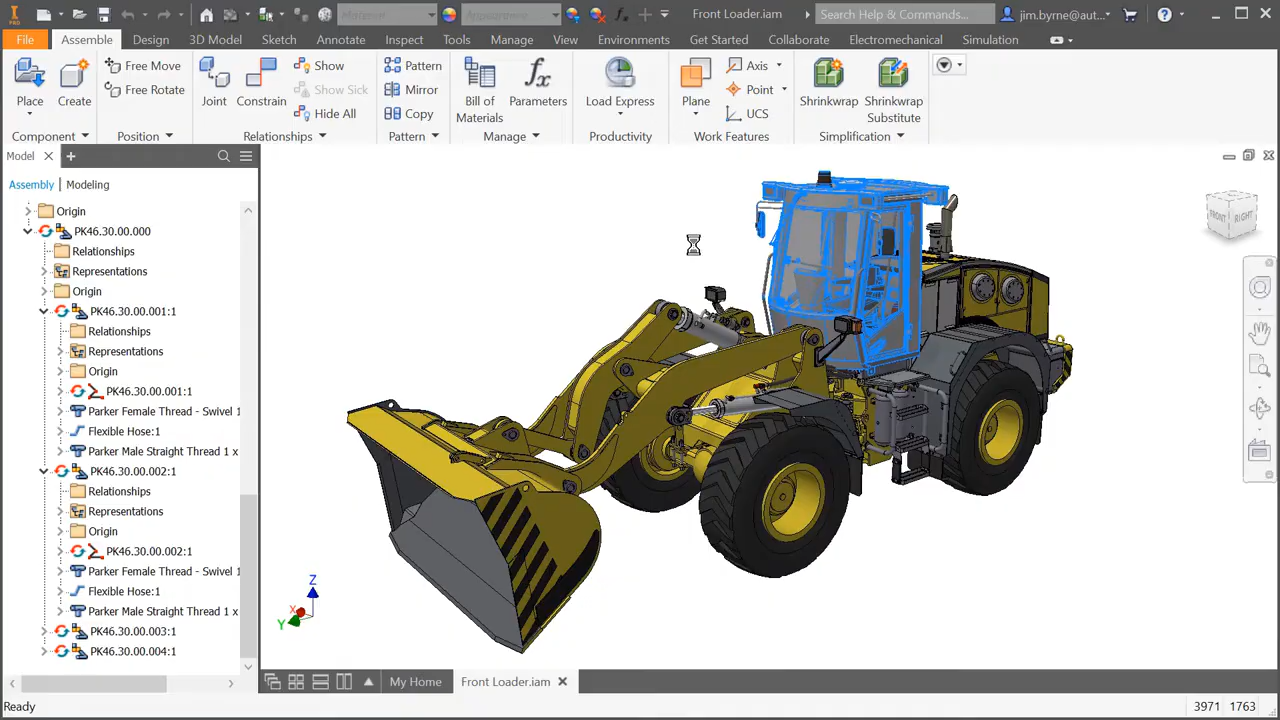 PRO
Material
Appearance
Front Loader.iam
Search Help & Commands...
jim.byrne@aut...
File
Assemble
Design
3D Model
Sketch
Annotate
Inspect
Tools
Manage
View
Environments
Get Started
Collaborate
Electromechanical
Simulation
Place
Create
Component
Free Move
Free Rotate
Position
Joint
Constrain
Show
Show Sick
Hide All
Relationships
Pattern
Mirror
Copy
Pattern
Bill of
Materials
Parameters
Manage
Load Express
Productivity
Plane
Axis
Point
UCS
Work Features
Shrinkwrap
Shrinkwrap
Substitute
Simplification
Model
Assembly
Modeling
Origin
PK46.30.00.000
Relationships
Representations
Origin
PK46.30.00.001:1
Relationships
Representations
Origin
PK46.30.00.001:1
Parker Female Thread - Swivel 1
Flexible Hose:1
Parker Male Straight Thread 1 x
PK46.30.00.002:1
Relationships
Representations
Origin
PK46.30.00.002:1
Parker Female Thread - Swivel 1
Flexible Hose:1
Parker Male Straight Thread 1 x
PK46.30.00.003:1
PK46.30.00.004:1
FRONT
RIGHT
Z
X
Y
My Home
Front Loader.iam
Ready
3971
1763